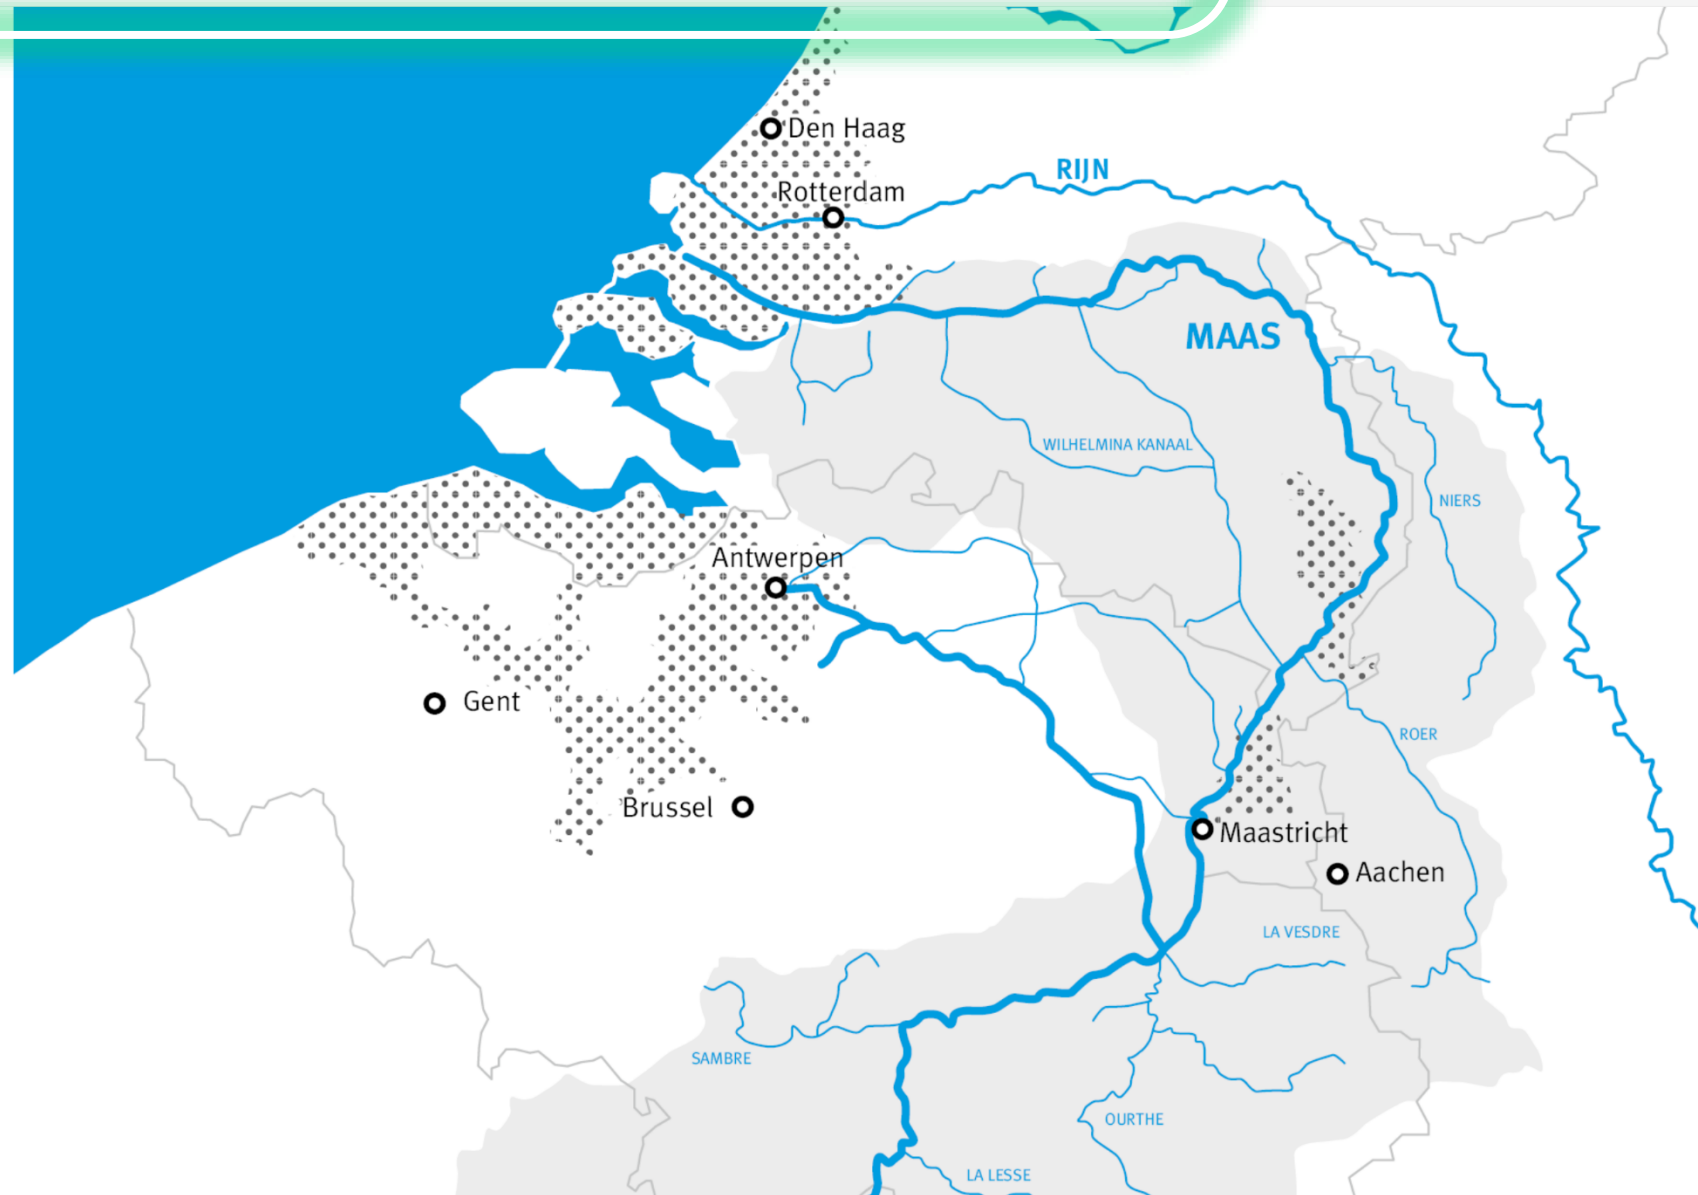 Den Haag
RIJN
Rotterdam
MAAS
WILHELMINA KANAAL
NIERS
Antwerpen
Gent
ROER
Brussel
Maastricht
Aachen
LA VESDRE
SAMBRE
OURTHE
LA LESSE